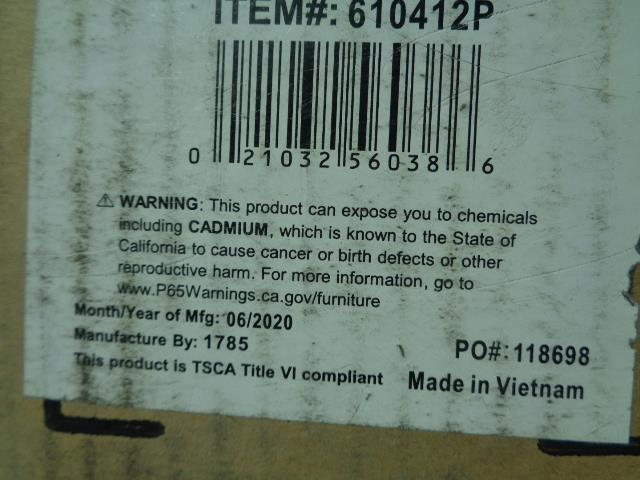 ITEM#: 610412P
0 21032 56038 6
⚠ WARNING: This product can expose you to chemicals
including CADMIUM, which is known to the State of
California to cause cancer or birth defects or other
reproductive harm. For more information, go to
www.P65Warnings.ca.gov/furniture
Month/Year of Mfg: 06/2020
Manufacture By: 1785
PO#: 118698
This product is TSCA Title VI compliant
Made in Vietnam